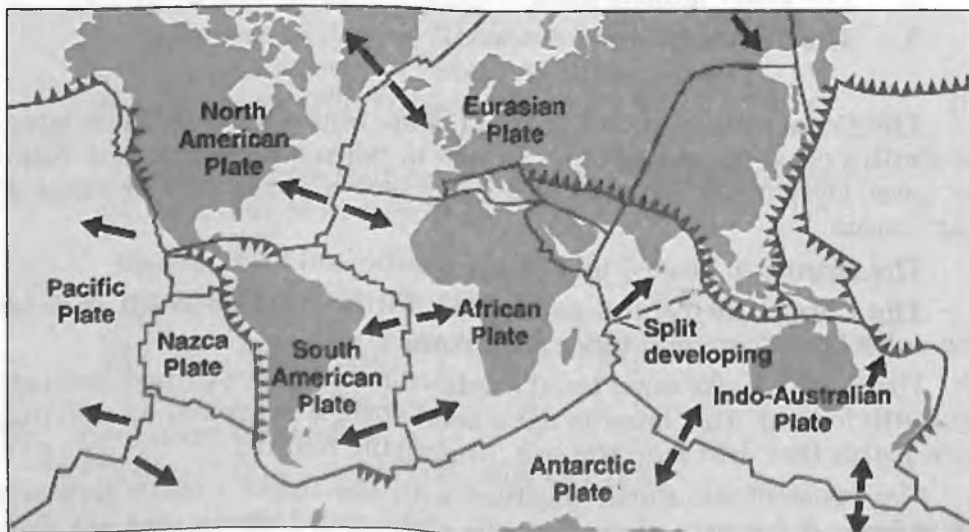 North
American
Plate
Eurasian
Plate
Pacific
Plate
Nazca
Plate
South
American
Plate
African
Plate
Split
developing
Indo-Australian
Plate
Antarctic
Plate